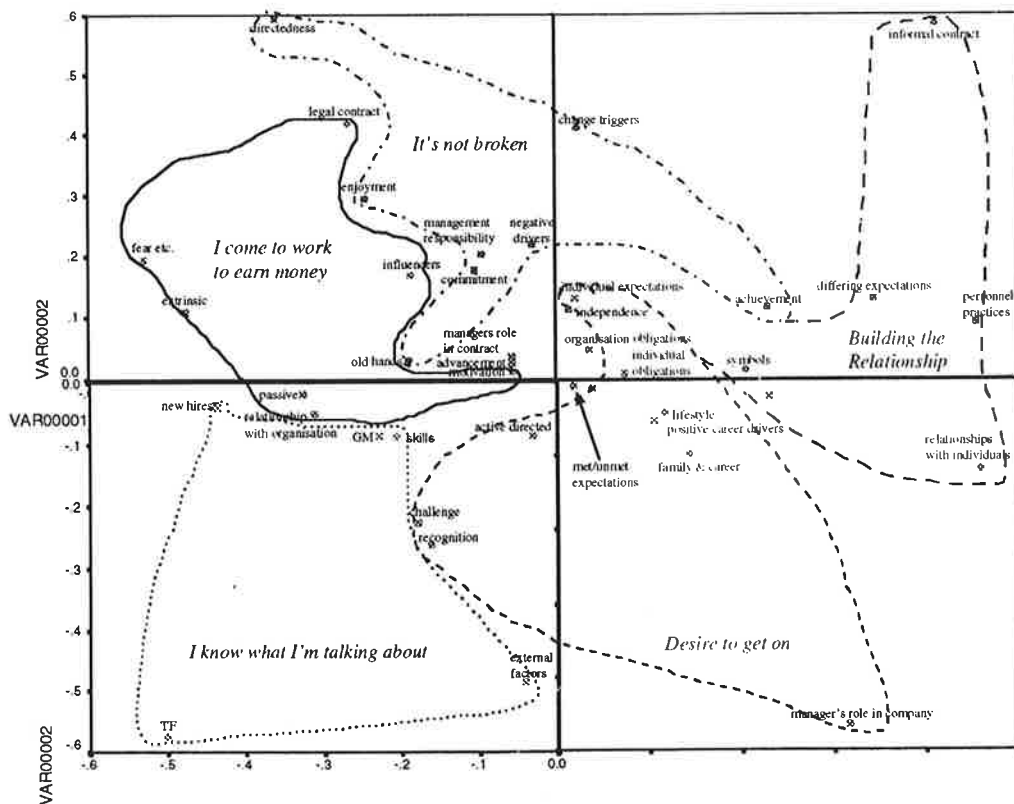 .6
directedness
informal contract
.5
legal contract
.4
It's not broken
change triggers
.3
enjoyment
management
responsibility
negative
drivers
I come to work
to earn money
.2
fear etc.
influencers
commitment
individual expectations
differing expectations
extrinsic
independence
achievement
personnel
practices
.1
managers role
in contract
organisation
obligations
individual
obligations
Building the
Relationship
old hands
advancement
motivation
symbols
VAR00002
0.0
0.0
VAR00001
new hires
passive
relationship
with organisation
GM
skills
active directed
lifestyle
positive career drivers
relationships
with individuals
-.1
met/unmet
expectations
family & career
-.2
challenge
recognition
-.3
-.4
I know what I'm talking about
external
factors
Desire to get on
-.5
TF
manager's role in company
-.6
-.6
-.5
-.4
-.3
-.2
-.1
0.0
VAR00002